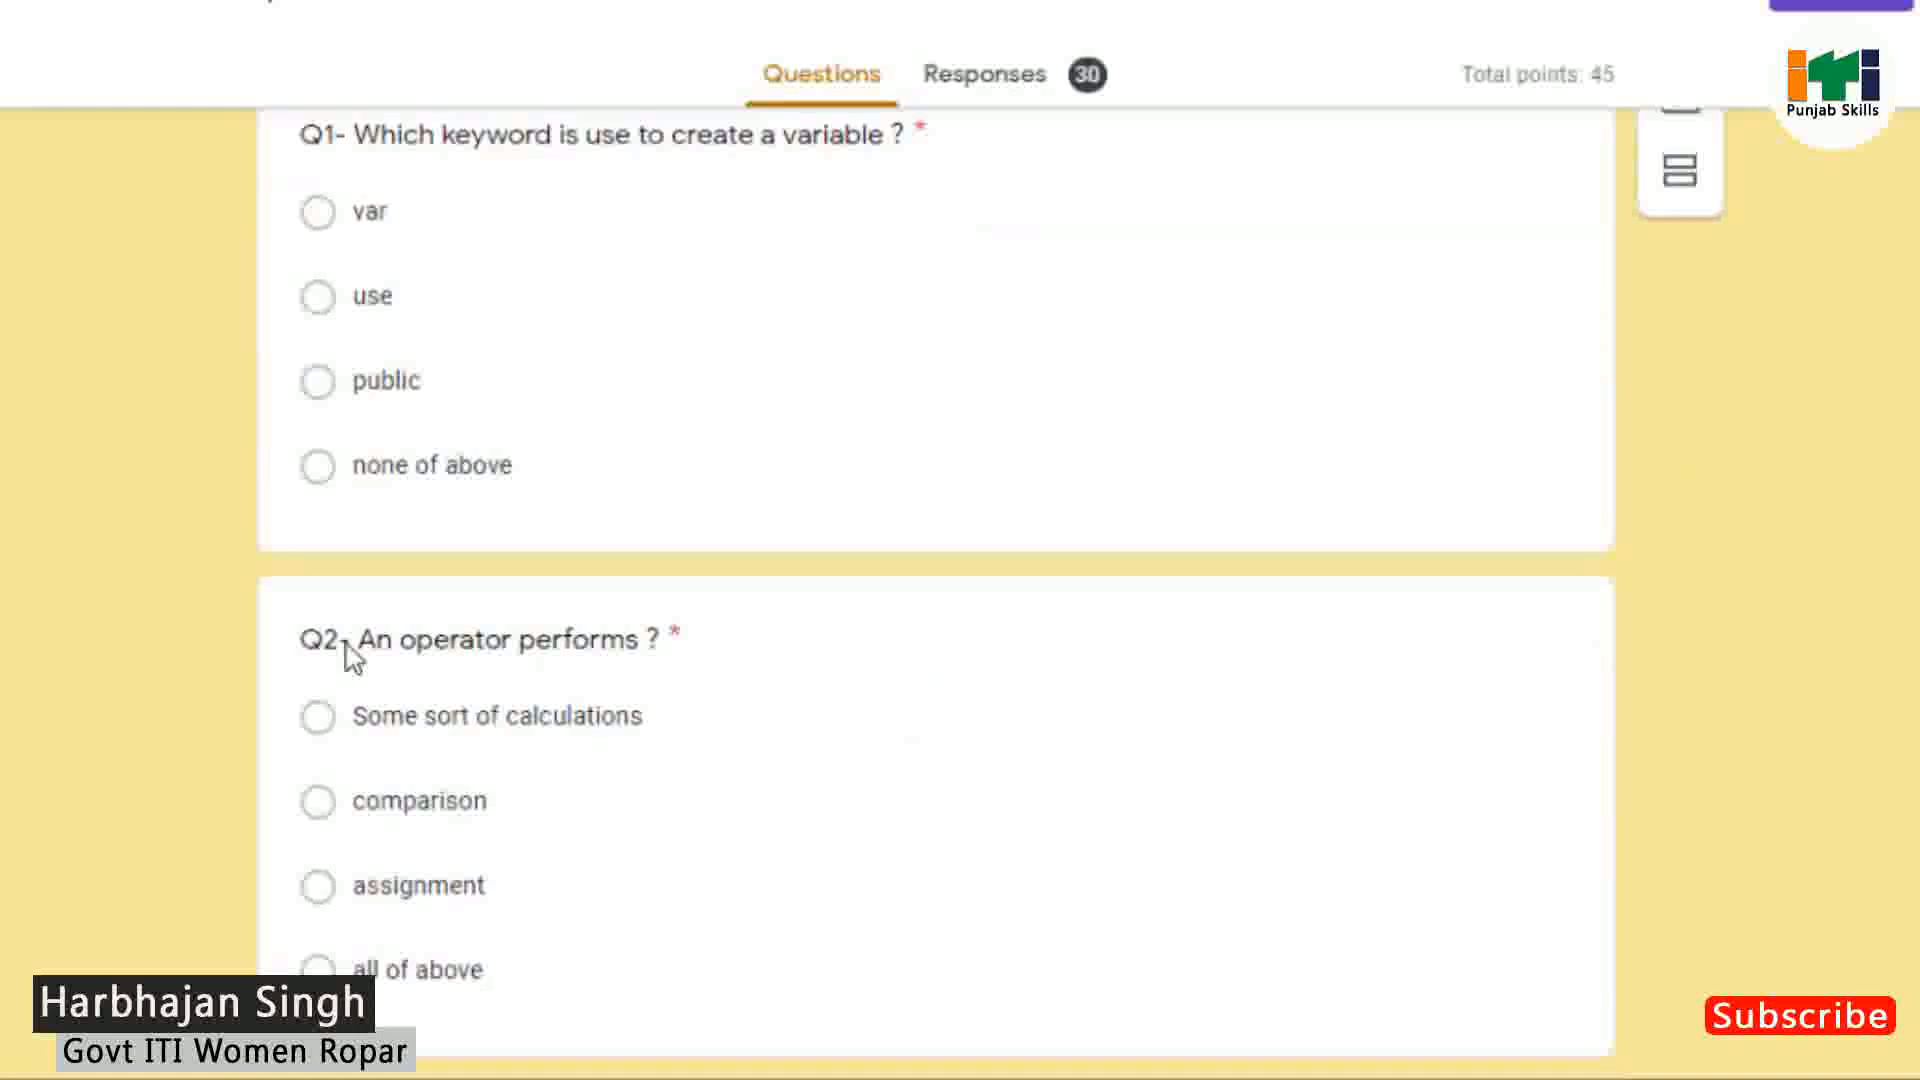 Questions
Responses 30
Total points: 45
Punjab Skills
Q1- Which keyword is use to create a variable ? *
var
use
public
none of above
Q2- An operator performs ? *
Some sort of calculations
comparison
assignment
all of above
Harbhajan Singh
Govt ITI Women Ropar
Subscribe